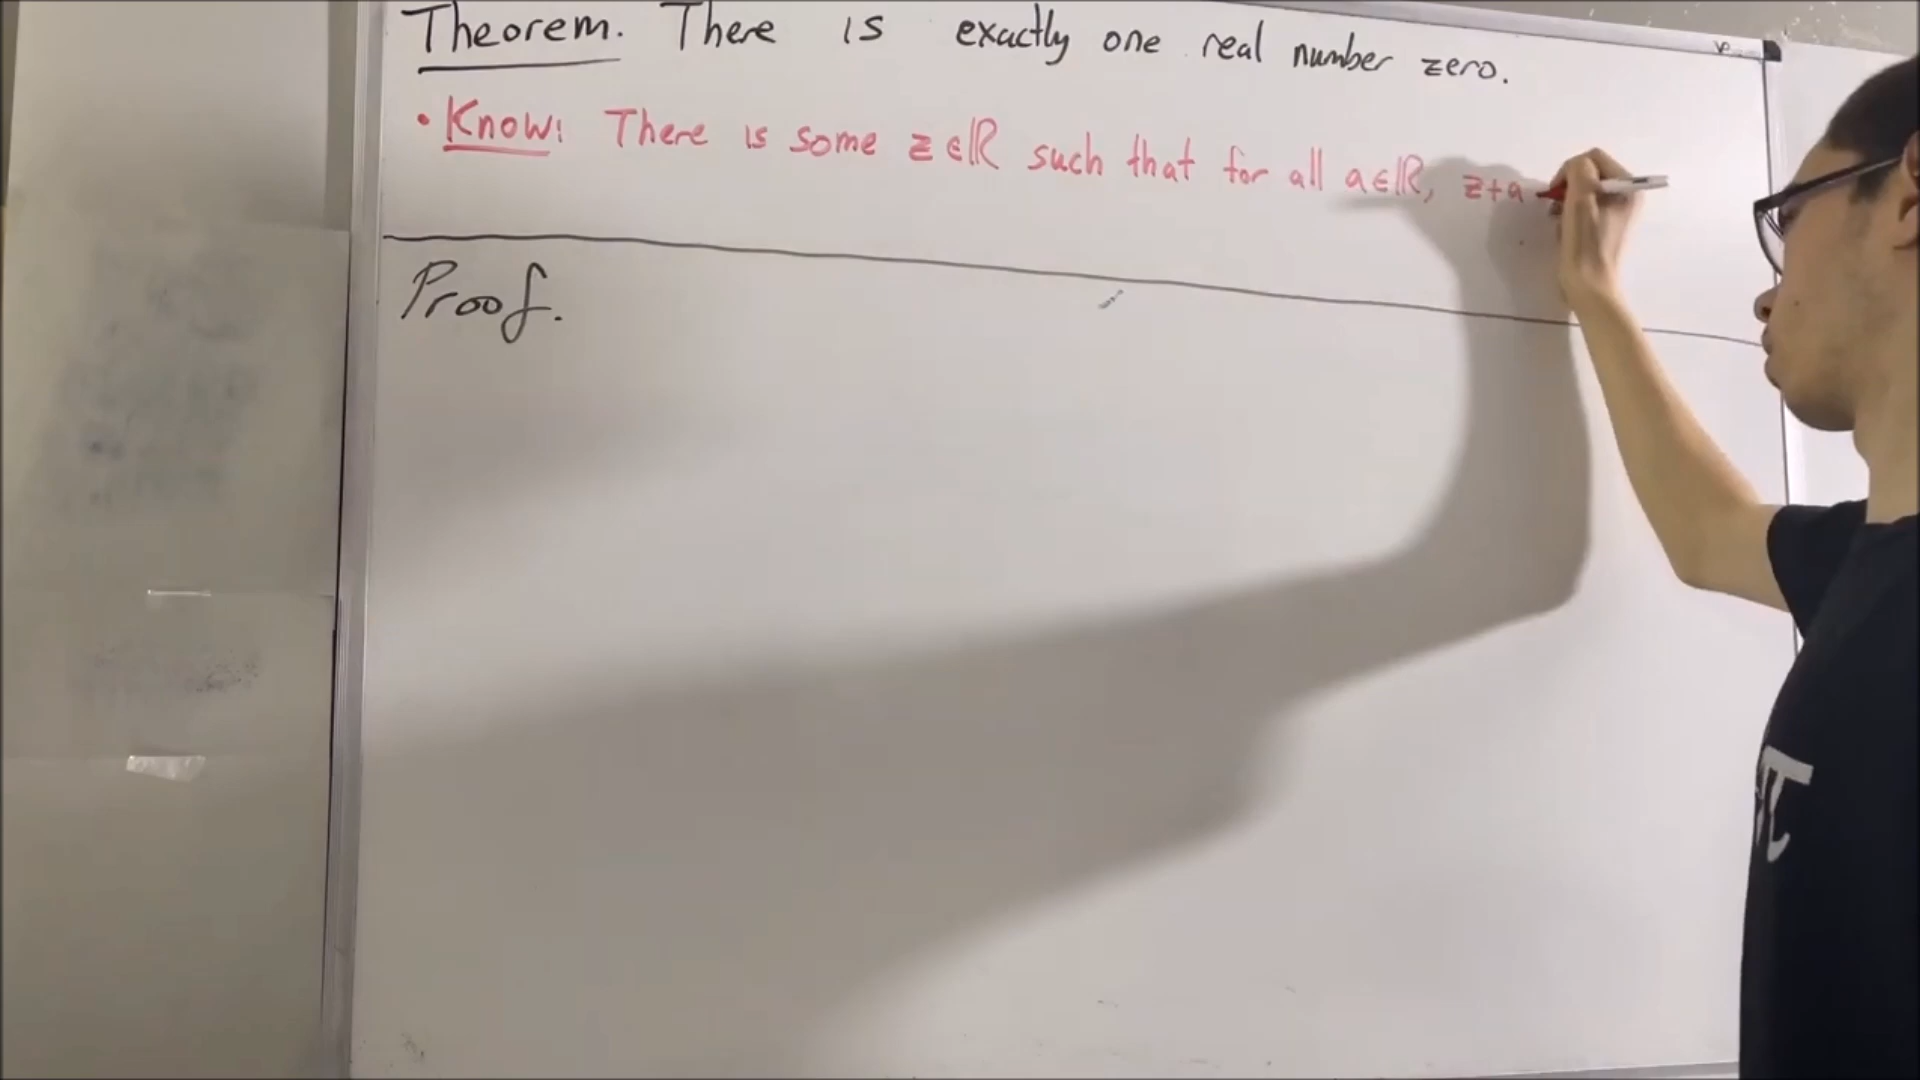 Theorem. There is exactly one real number zero.
• Know: There is some z∈ℝ such that for all a∈ℝ, z+a
Proof.